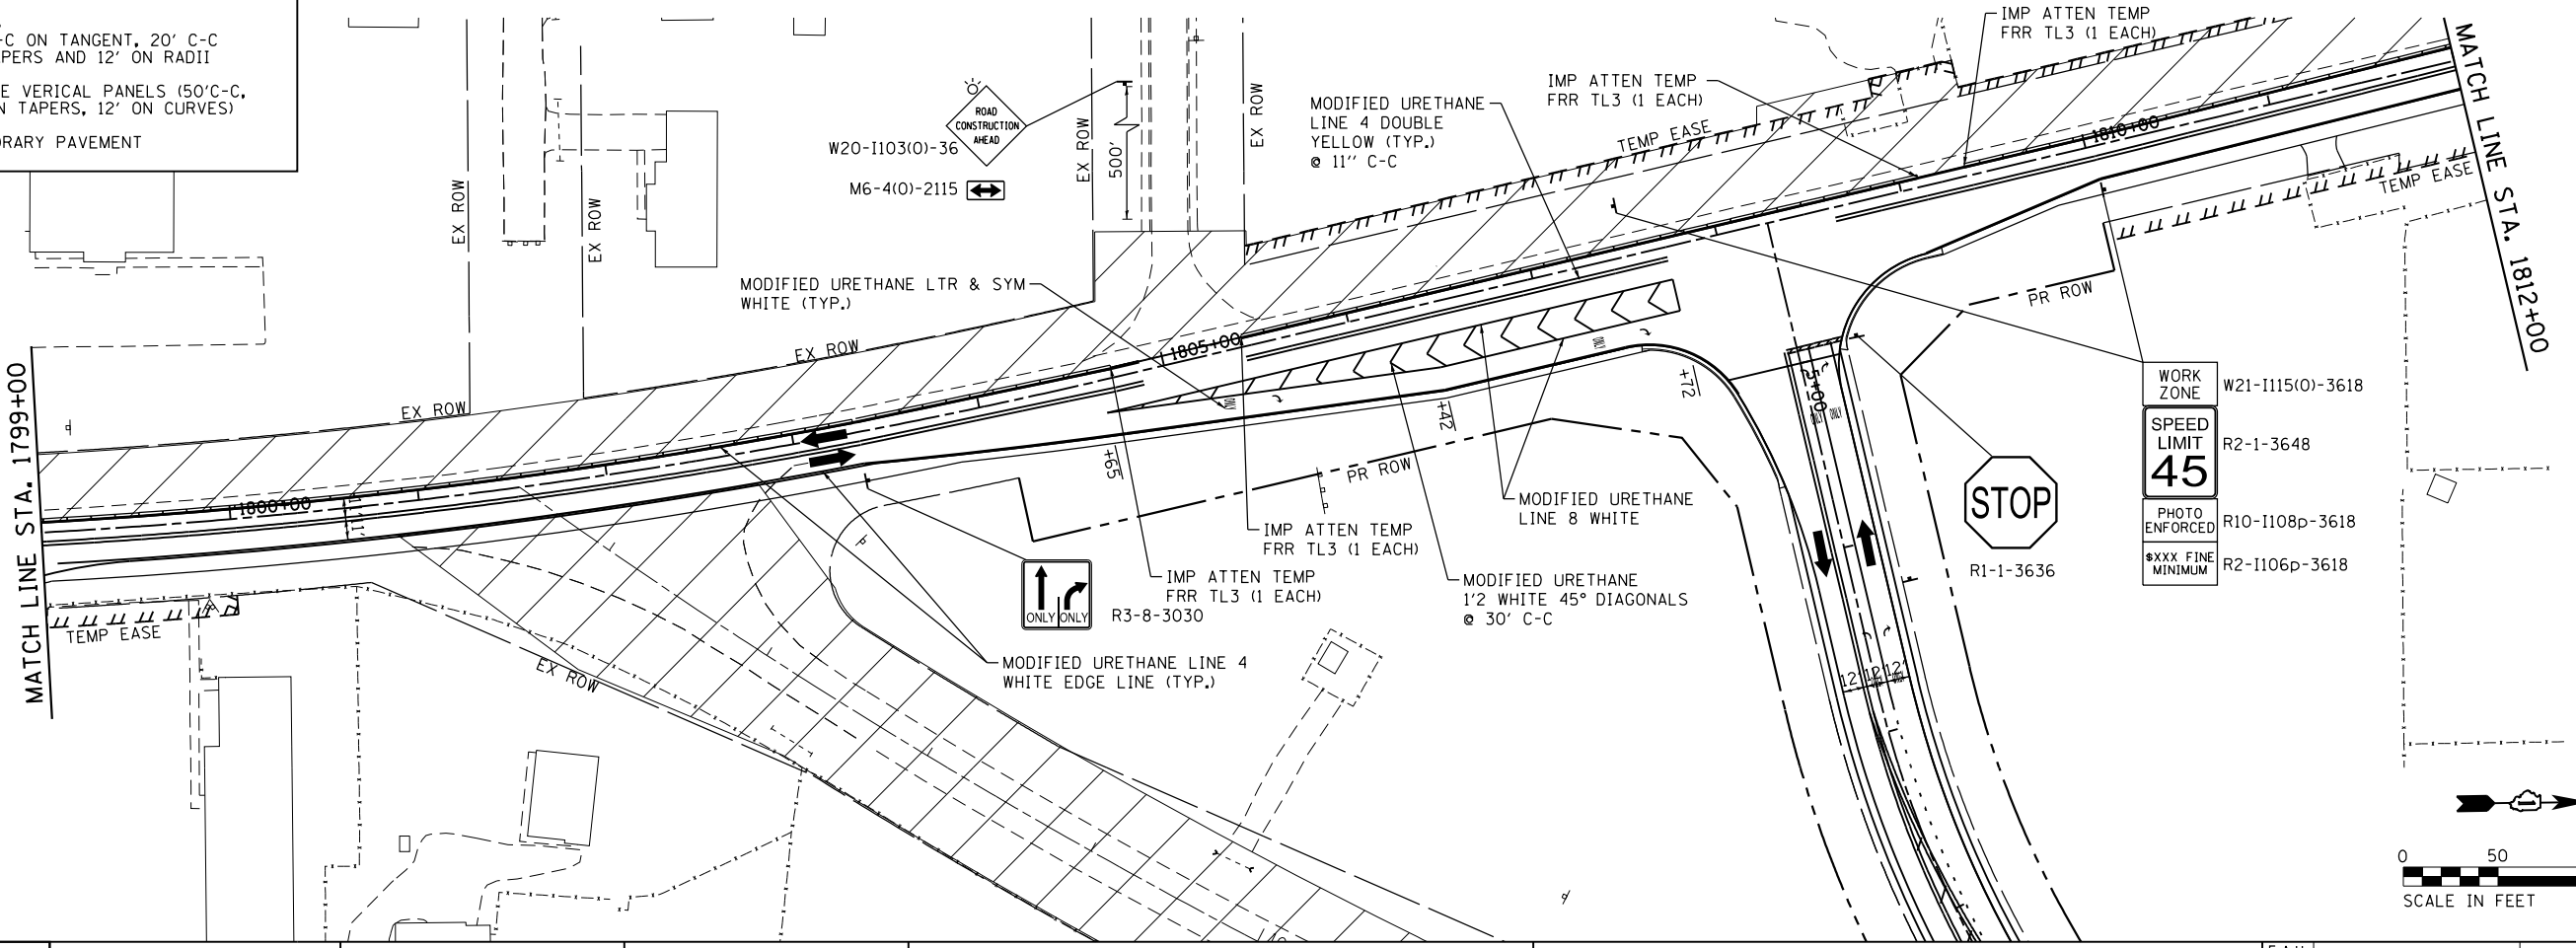 -C ON TANGENT, 20' C-C
PERS AND 12' ON RADII
E VERICAL PANELS (50'C-C,
N TAPERS, 12' ON CURVES)
RARY PAVEMENT
IMP ATTEN TEMP
FRR TL3 (1 EACH)
IMP ATTEN TEMP
FRR TL3 (1 EACH)
MODIFIED URETHANE
LINE 4 DOUBLE
YELLOW (TYP.)
@ 11'' C-C
ROAD
CONSTRUCTION
AHEAD
W20-I103(O)-36
M6-4(O)-2115
500'
EX ROW
EX ROW
EX ROW
EX ROW
TEMP EASE
1810+00
TEMP EASE
MATCH LINE STA. 1812+00
MODIFIED URETHANE LTR & SYM
WHITE (TYP.)
EX ROW
1805+00
PR ROW
ONLY
EX ROW
MATCH LINE STA. 1799+00
1800+00
11'
ONLY
+65
+42
+72
5+00
ONLY
ONLY
PR ROW
WORK
ZONE
W21-I115(O)-3618
SPEED
LIMIT
45
R2-1-3648
PHOTO
ENFORCED
R10-I108p-3618
$XXX FINE
MINIMUM
R2-I106p-3618
STOP
R1-1-3636
MODIFIED URETHANE
LINE 8 WHITE
IMP ATTEN TEMP
FRR TL3 (1 EACH)
IMP ATTEN TEMP
FRR TL3 (1 EACH)
MODIFIED URETHANE
1'2 WHITE 45° DIAGONALS
@ 30' C-C
ONLY ONLY
R3-8-3030
TEMP EASE
EX ROW
MODIFIED URETHANE LINE 4
WHITE EDGE LINE (TYP.)
12' 12' 12'
0 50
SCALE IN FEET